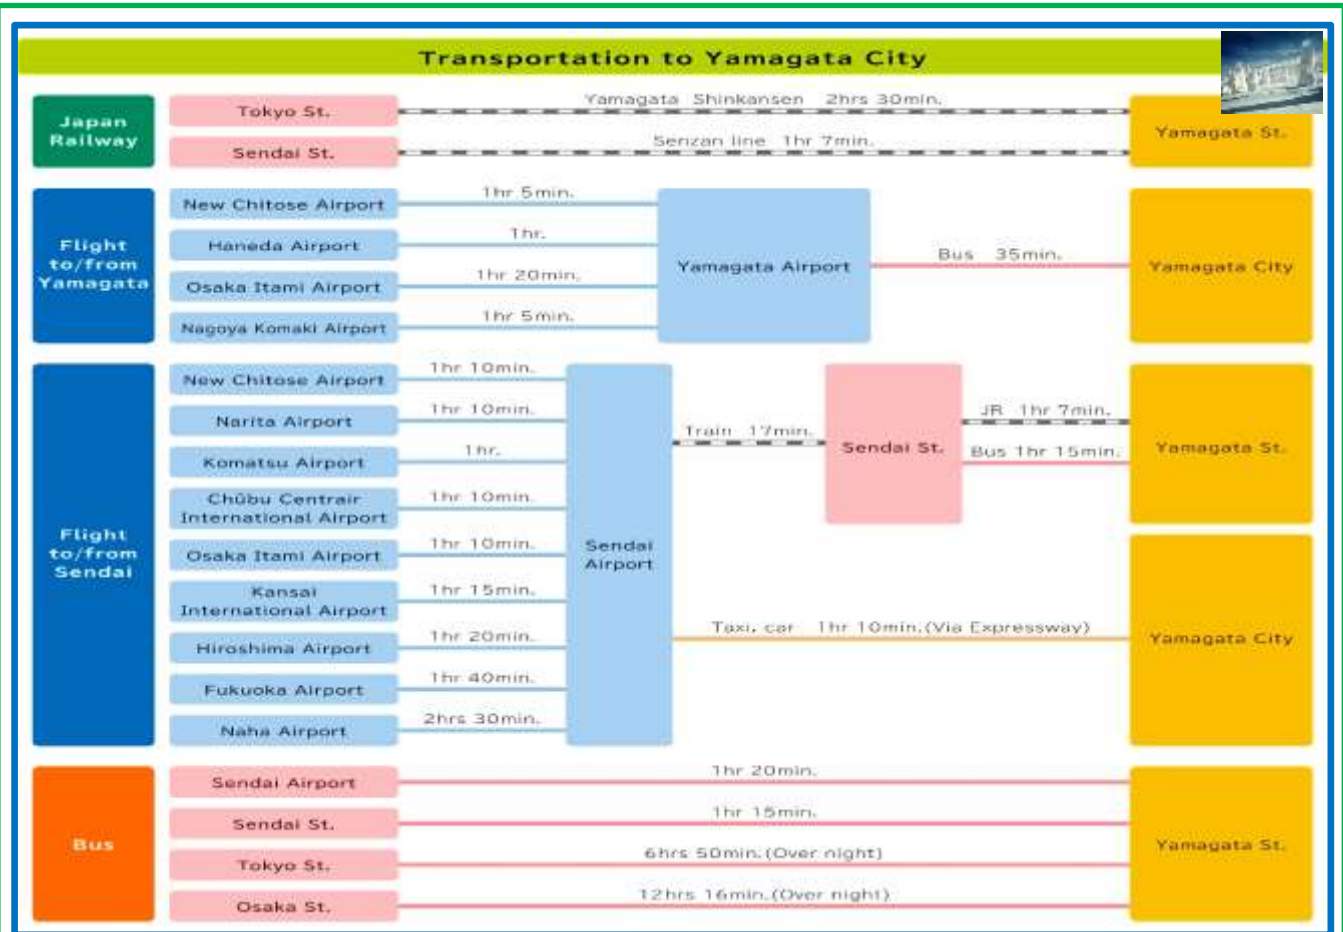 Transportation to Yamagata City
Japan
Railway
Tokyo St.
Yamagata Shinkansen 2hrs 30min.
Sendai St.
Senzan line 1hr 7min.
Yamagata St.
Flight
to/from
Yamagata
New Chitose Airport
1hr 5min.
Haneda Airport
1hr.
Osaka Itami Airport
1hr 20min.
Nagoya Komaki Airport
1hr 5min.
Yamagata Airport
Bus 35min.
Yamagata City
Flight
to/from
Sendai
New Chitose Airport
1hr 10min.
Narita Airport
1hr 10min.
Komatsu Airport
1hr.
Chūbu Centrair
International Airport
1hr 10min.
Osaka Itami Airport
1hr 10min.
Kansai
International Airport
1hr 15min.
Hiroshima Airport
1hr 20min.
Fukuoka Airport
1hr 40min.
Naha Airport
2hrs 30min.
Sendai
Airport
Train 17min.
Sendai St.
JR 1hr 7min.
Bus 1hr 15min.
Yamagata St.
Taxi, car 1hr 10min.(Via Expressway)
Yamagata City
Bus
Sendai Airport
1hr 20min.
Sendai St.
1hr 15min.
Tokyo St.
6hrs 50min.(Over night)
Osaka St.
12hrs 16min.(Over night)
Yamagata St.